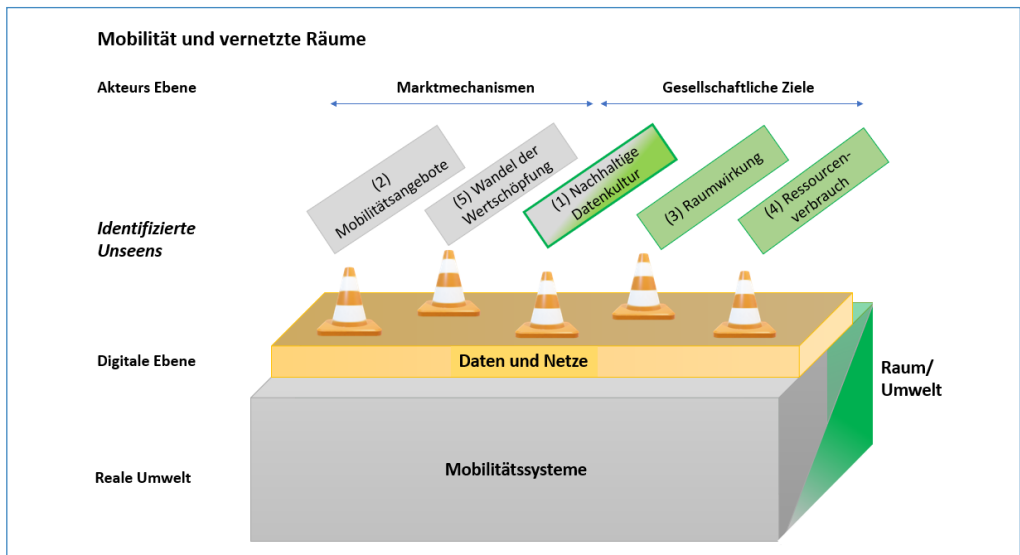 Mobilität und vernetzte Räume
Akteurs Ebene
Marktmechanismen
Gesellschaftliche Ziele
(2)
Mobilitätsangebote
(5) Wandel der
Wertschöpfung
(1) Nachhaltige
Datenkultur
(3) Raumwirkung
(4) Ressourcen-
verbrauch
Identifizierte
Unseens
Digitale Ebene
Daten und Netze
Raum/
Umwelt
Reale Umwelt
Mobilitätssysteme